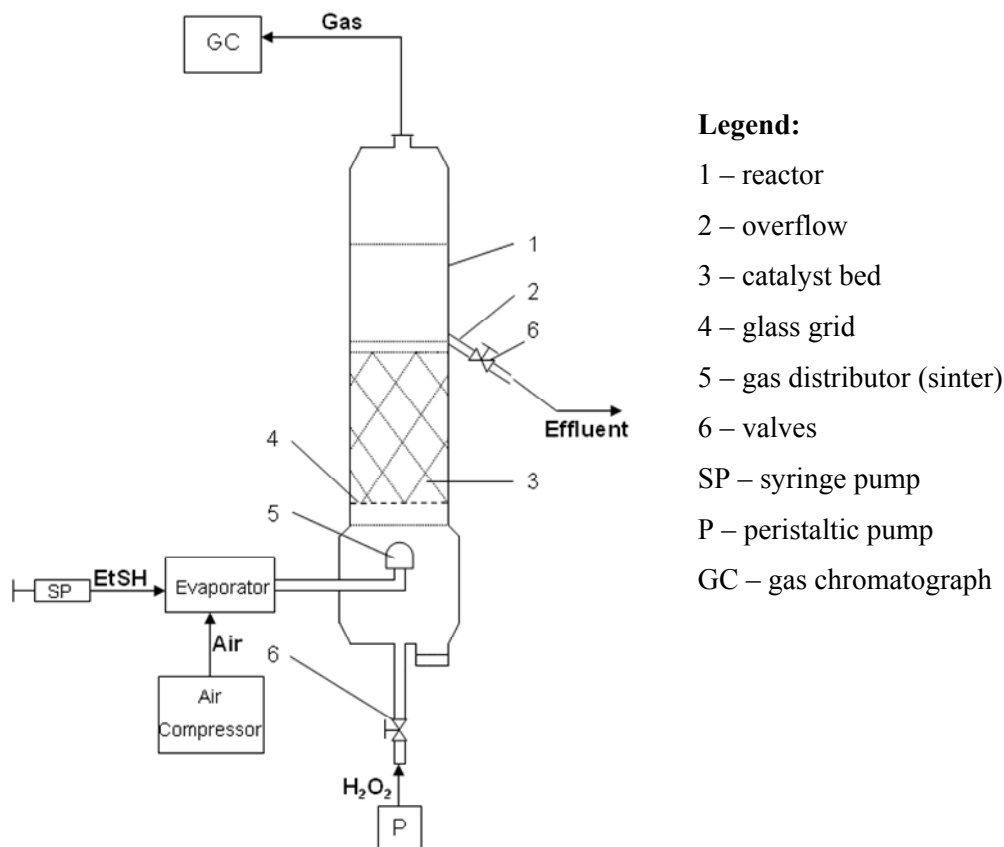 Gas
GC
1
2
6
Effluent
4
3
5
SP
EtSH
Evaporator
Air
6
Air
Compressor
H₂O₂
P
Legend:
1 – reactor
2 – overflow
3 – catalyst bed
4 – glass grid
5 – gas distributor (sinter)
6 – valves
SP – syringe pump
P – peristaltic pump
GC – gas chromatograph